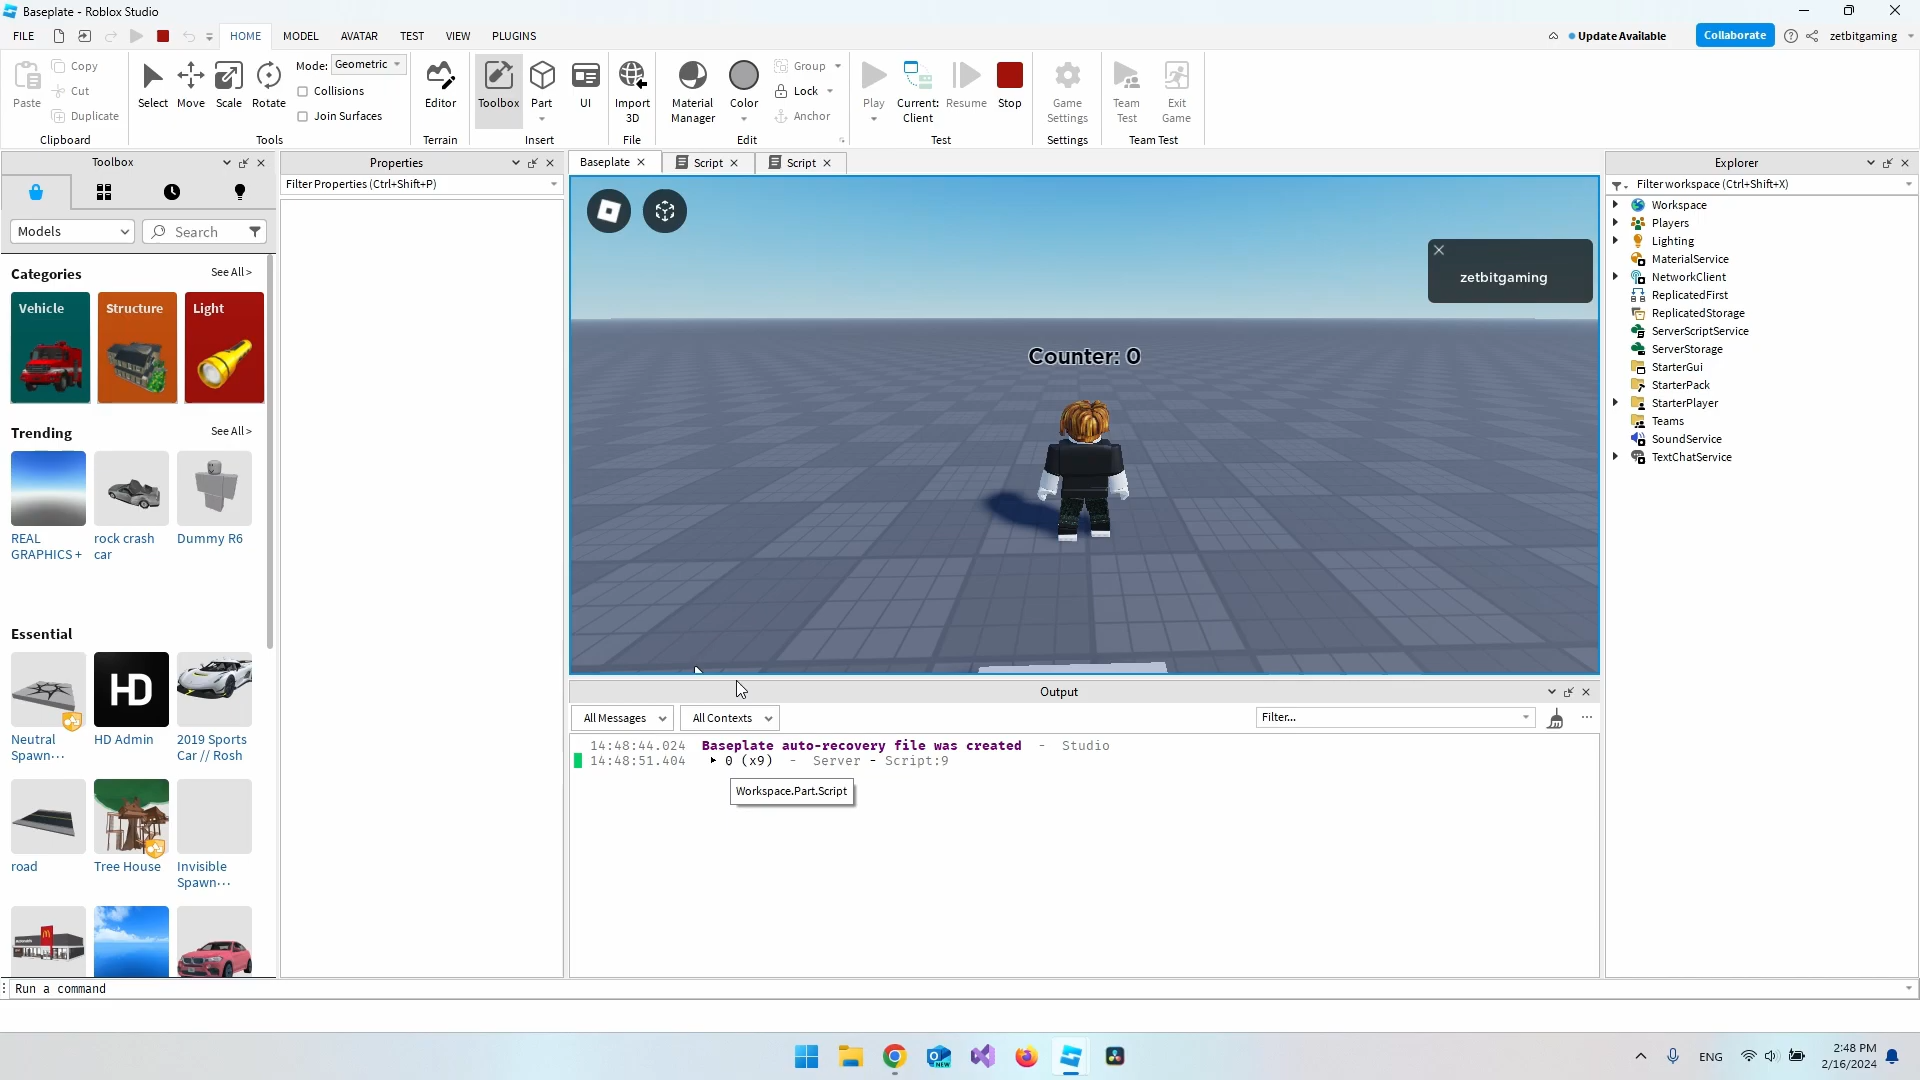 Baseplate - Roblox Studio
FILE
HOME
MODEL
AVATAR
TEST
VIEW
PLUGINS
Update Available
Collaborate
zetbitgaming
Paste
Copy
Cut
Duplicate
Clipboard
Select
Move
Scale
Rotate
Mode:
Geometric
Collisions
Join Surfaces
Tools
Editor
Terrain
Toolbox
Part
UI
Insert
Import
3D
File
Material
Manager
Color
Group
Lock
Anchor
Edit
Play
Current:
Client
Resume
Stop
Test
Game
Settings
Settings
Team
Test
Exit
Game
Team Test
Toolbox
Models
Search
Categories
See All >
Vehicle
Structure
Light
Trending
See All >
REAL
GRAPHICS +
rock crash
car
Dummy R6
Essential
HD
Neutral
Spawn···
HD Admin
2019 Sports
Car // Rosh
road
Tree House
Invisible
Spawn···
Properties
Filter Properties (Ctrl+Shift+P)
Baseplate
Script
Script
zetbitgaming
Counter: 0
Output
All Messages
All Contexts
Filter...
14:48:44.024 Baseplate auto-recovery file was created - Studio
14:48:51.404 0 (x9) - Server - Script:9
Workspace.Part.Script
Explorer
Filter workspace (Ctrl+Shift+X)
Workspace
Players
Lighting
MaterialService
NetworkClient
ReplicatedFirst
ReplicatedStorage
ServerScriptService
ServerStorage
StarterGui
StarterPack
StarterPlayer
Teams
SoundService
TextChatService
Run a command
NEW
ENG
2:48 PM
2/16/2024